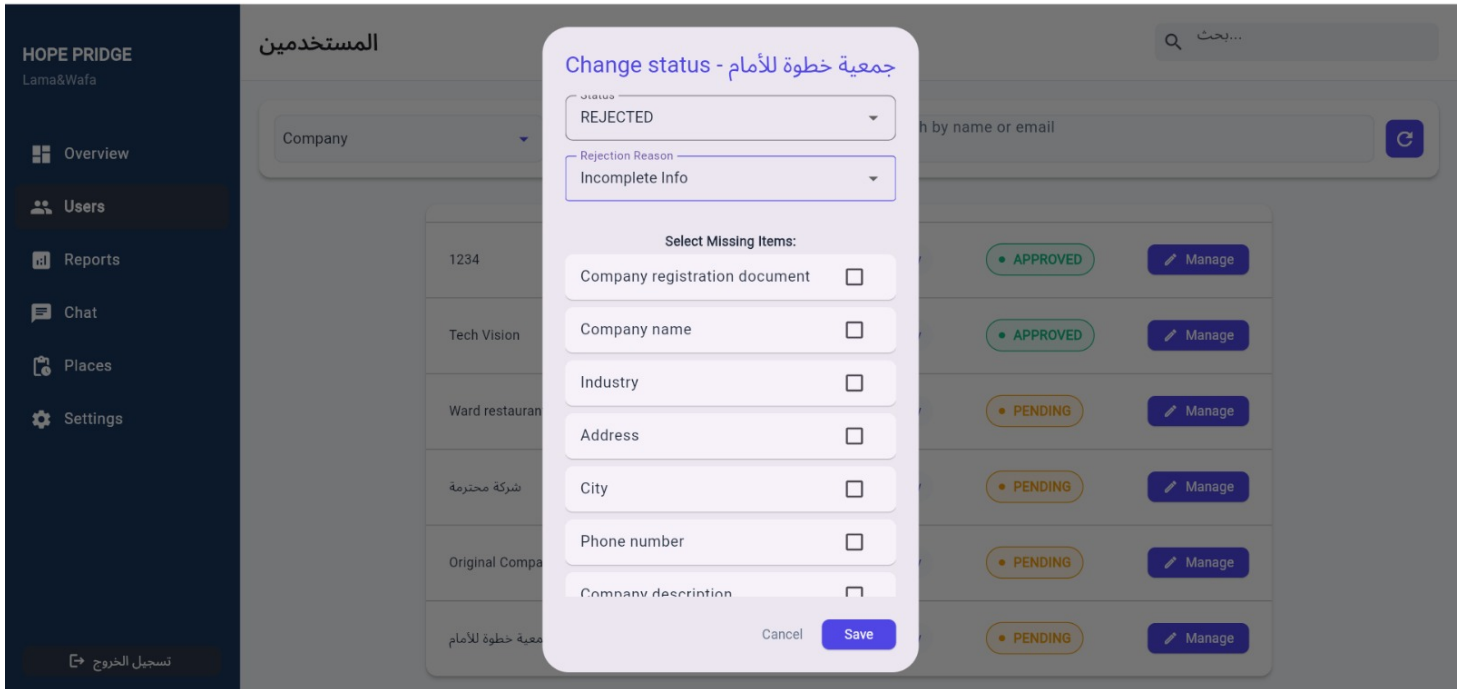 HOPE PRIDGE
Lama&Wafa
Overview
Users
Reports
Chat
Places
Settings
تسجيل الخروج
المستخدمين
بحث...
Company
h by name or email
1234
APPROVED
Manage
Tech Vision
APPROVED
Manage
Ward restauran
PENDING
Manage
شركة محترمة
PENDING
Manage
Original Compa
PENDING
Manage
معية خطوة للأمام
PENDING
Manage
Change status - جمعية خطوة للأمام
Status
REJECTED
Rejection Reason
Incomplete Info
Select Missing Items:
Company registration document
Company name
Industry
Address
City
Phone number
Company description
Cancel
Save